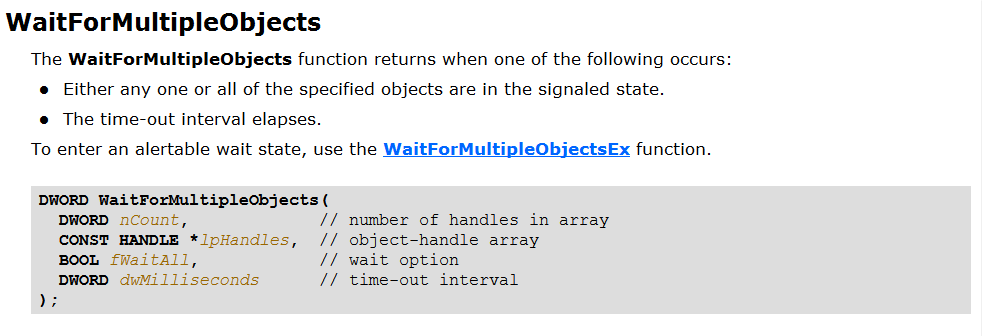 WaitForMultipleObjects
The WaitForMultipleObjects function returns when one of the following occurs:
● Either any one or all of the specified objects are in the signaled state.
● The time-out interval elapses.
To enter an alertable wait state, use the WaitForMultipleObjectsEx function.
DWORD WaitForMultipleObjects(
  DWORD nCount,             // number of handles in array
  CONST HANDLE *lpHandles,  // object-handle array
  BOOL fWaitAll,            // wait option
  DWORD dwMilliseconds      // time-out interval
);